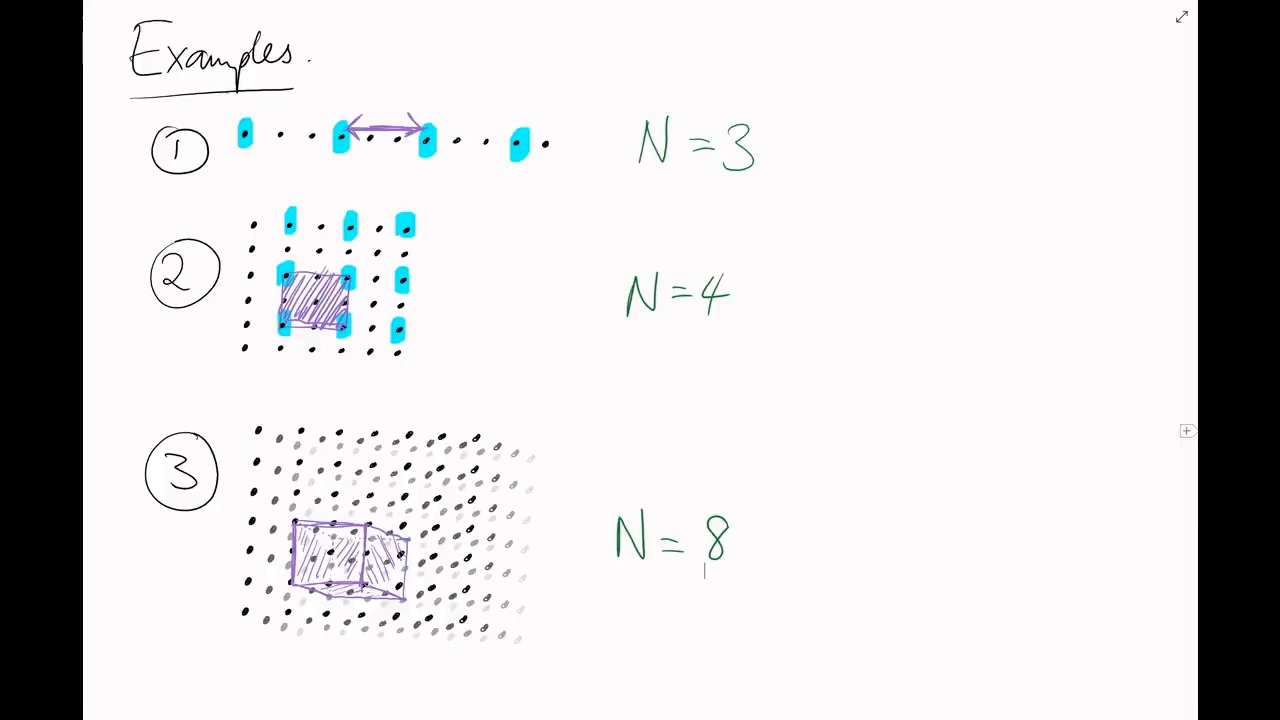 Examples.
① N = 3
② N = 4
③ N = 8